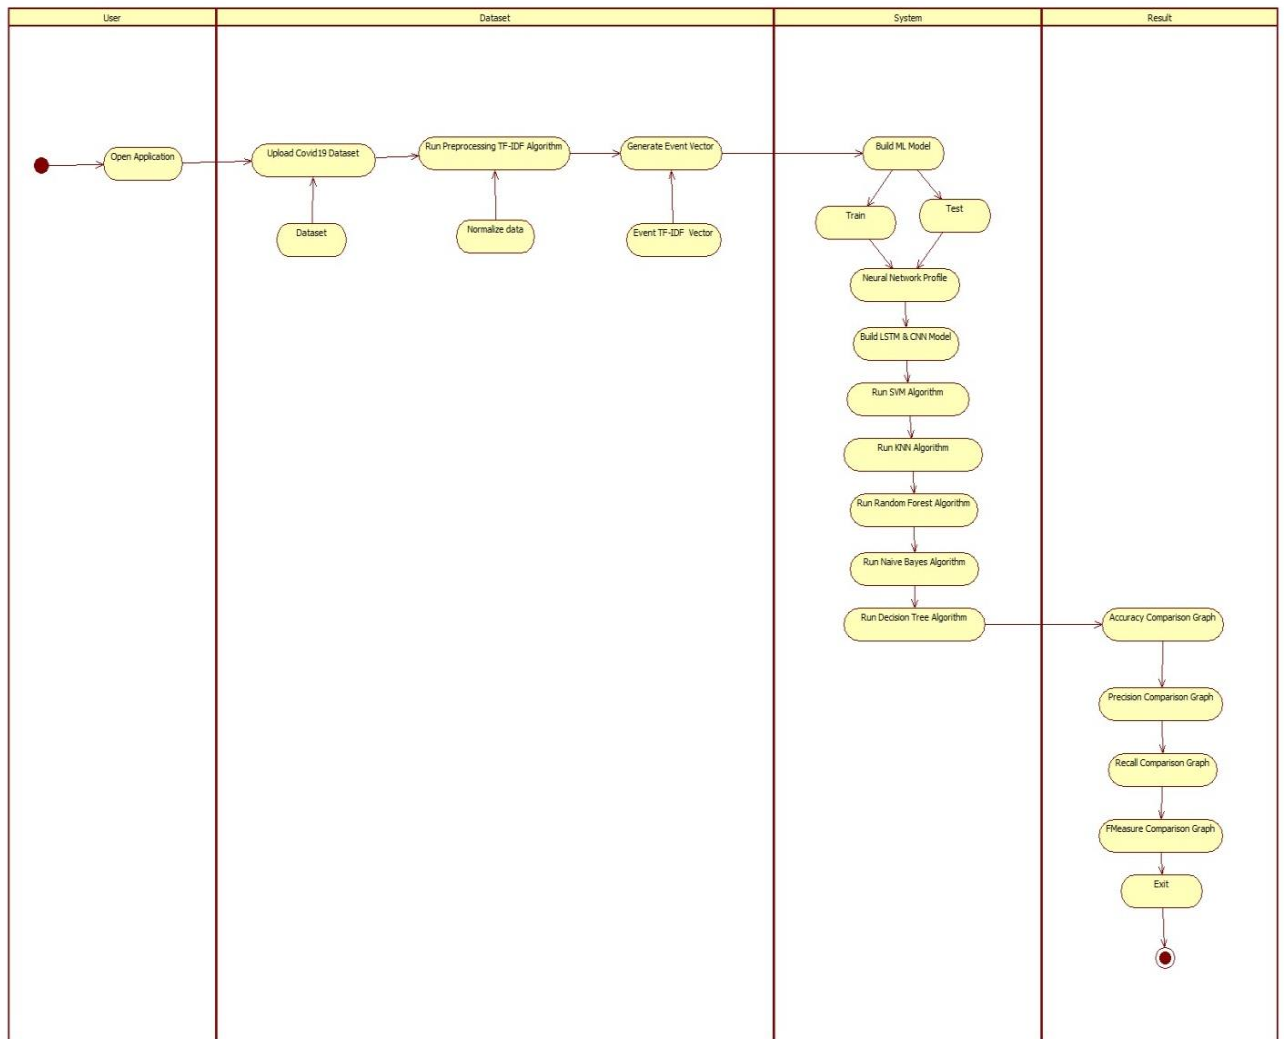 User
Dataset
System
Result
Open Application
Upload Covid19 Dataset
Run Preprocessing TF-IDF Algorithm
Generate Event Vector
Build ML Model
Dataset
Normalize data
Event TF-IDF Vector
Train
Test
Neural Network Profile
Build LSTM & CNN Model
Run SVM Algorithm
Run KNN Algorithm
Run Random Forest Algorithm
Run Naive Bayes Algorithm
Run Decision Tree Algorithm
Accuracy Comparison Graph
Precision Comparison Graph
Recall Comparison Graph
FMeasure Comparison Graph
Exit